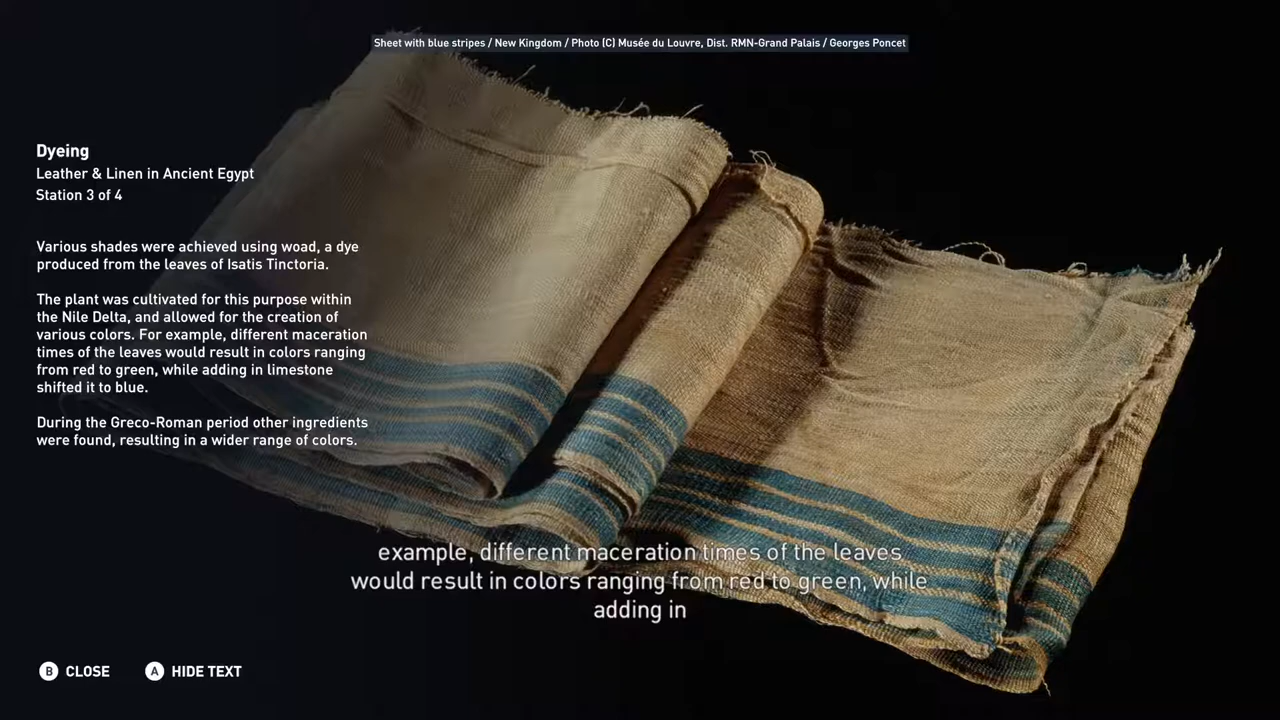 Sheet with blue stripes / New Kingdom / Photo (C) Musée du Louvre, Dist. RMN-Grand Palais / Georges Poncet
Dyeing
Leather & Linen in Ancient Egypt
Station 3 of 4
Various shades were achieved using woad, a dye
produced from the leaves of Isatis Tinctoria.
The plant was cultivated for this purpose within
the Nile Delta, and allowed for the creation of
various colors. For example, different maceration
times of the leaves would result in colors ranging
from red to green, while adding in limestone
shifted it to blue.
During the Greco-Roman period other ingredients
were found, resulting in a wider range of colors.
example, different maceration times of the leaves
would result in colors ranging from red to green, while
adding in
B CLOSE A HIDE TEXT